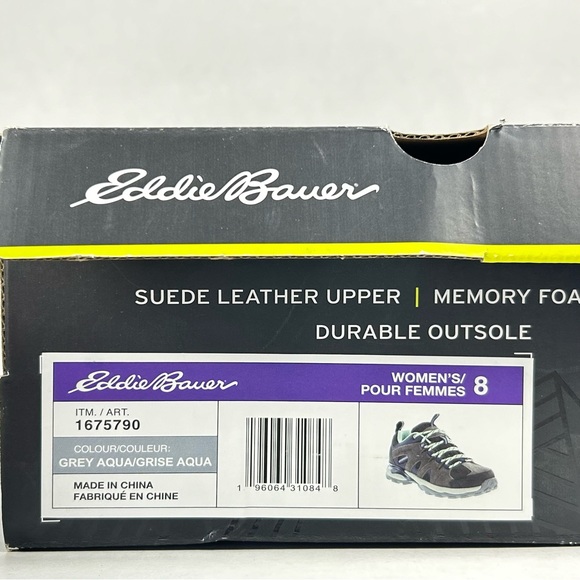 Eddie Bauer
SUEDE LEATHER UPPER | MEMORY FOA
DURABLE OUTSOLE
Eddie Bauer
WOMEN'S/
POUR FEMMES 8
ITM. / ART.
1675790
COLOUR/COULEUR:
GREY AQUA/GRISE AQUA
MADE IN CHINA
FABRIQUÉ EN CHINE
1 96064 31084 8